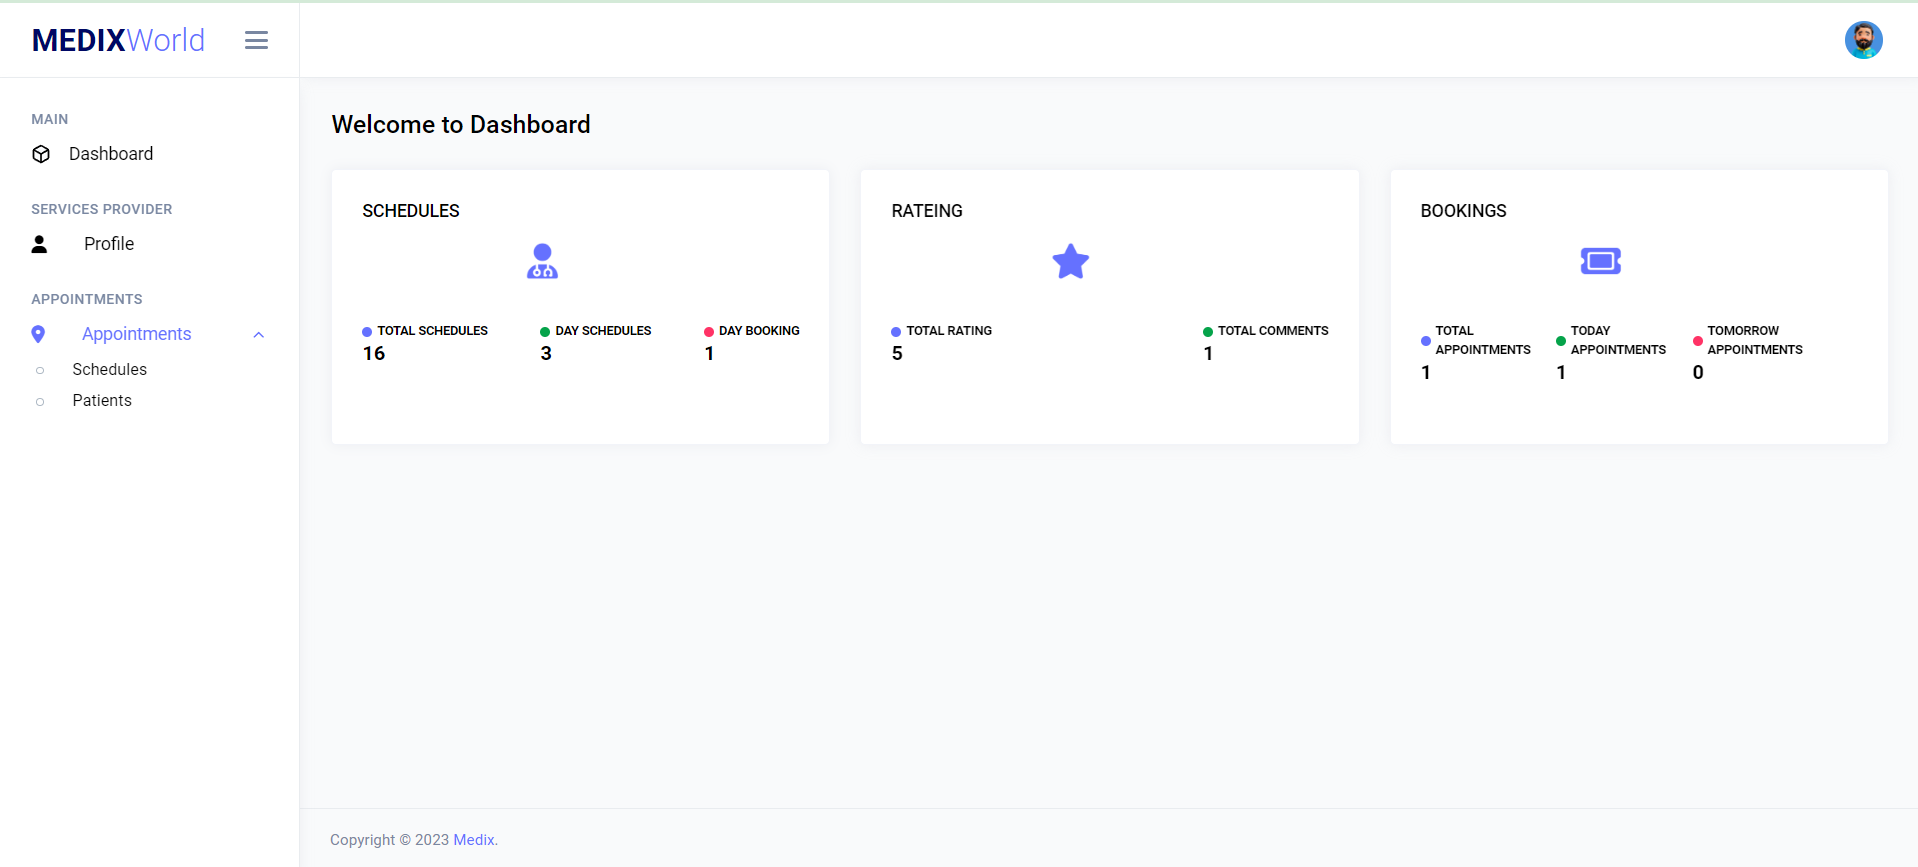 MEDIXWorld
MAIN
Dashboard
SERVICES PROVIDER
Profile
APPOINTMENTS
Appointments
Schedules
Patients
Welcome to Dashboard
SCHEDULES
TOTAL SCHEDULES
16
DAY SCHEDULES
3
DAY BOOKING
1
RATEING
TOTAL RATING
5
TOTAL COMMENTS
1
BOOKINGS
TOTAL
APPOINTMENTS
1
TODAY
APPOINTMENTS
1
TOMORROW
APPOINTMENTS
0
Copyright © 2023 Medix.